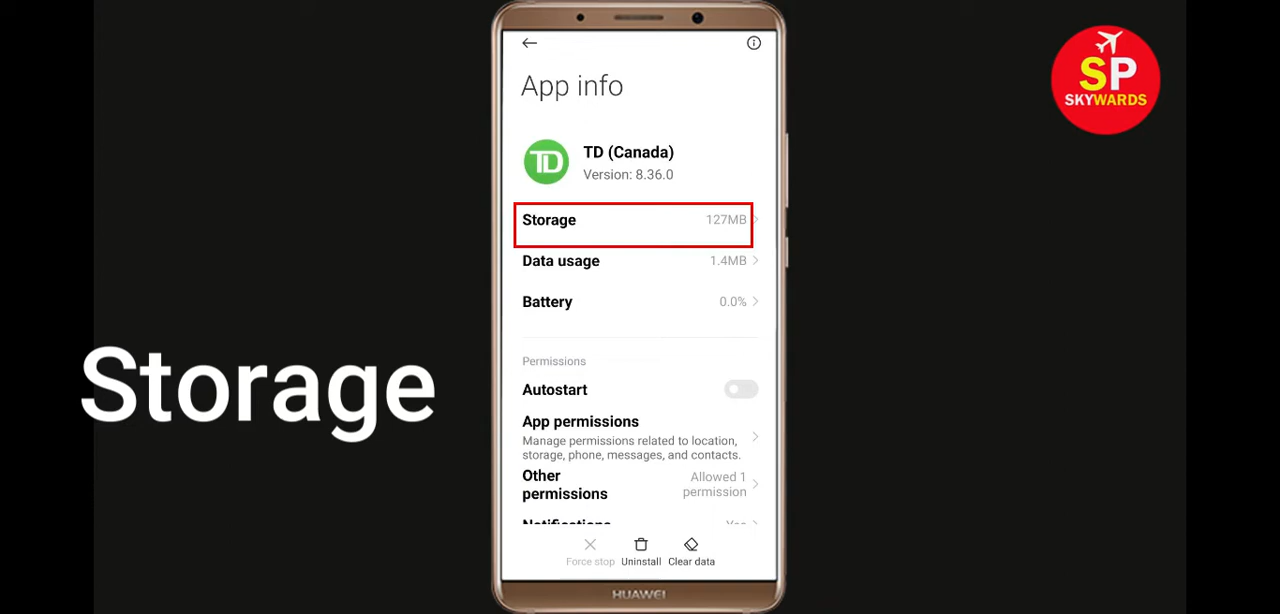 SP
SKYWARDS
App info
TD
TD (Canada)
Version: 8.36.0
Storage 127MB
Data usage 1.4MB
Battery 0.0%
Permissions
Autostart
App permissions
Manage permissions related to location,
storage, phone, messages, and contacts.
Other permissions Allowed 1 permission
Notifications Yes
Force stop Uninstall Clear data
HUAWEI
Storage